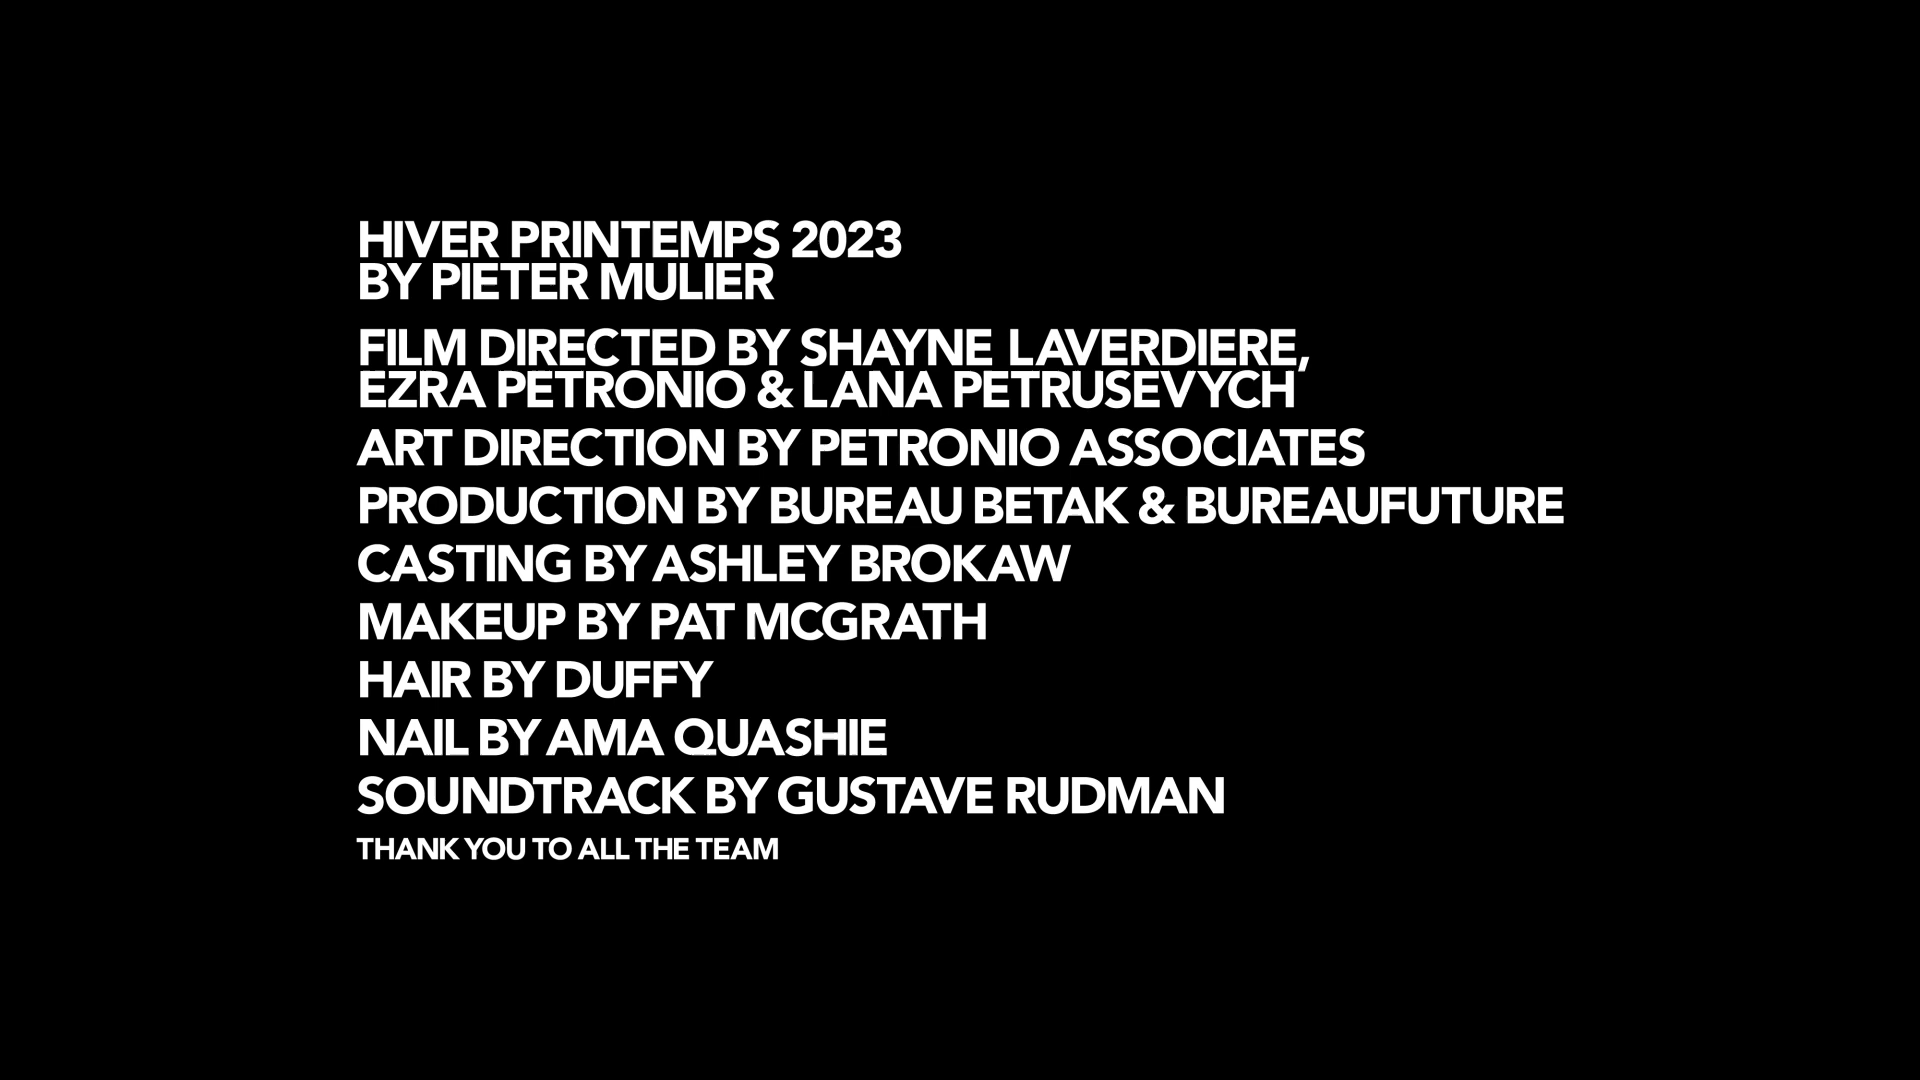 HIVER PRINTEMPS 2023
BY PIETER MULIER
FILM DIRECTED BY SHAYNE LAVERDIERE,
EZRA PETRONIO & LANA PETRUSEVYCH
ART DIRECTION BY PETRONIO ASSOCIATES
PRODUCTION BY BUREAU BETAK & BUREAUFUTURE
CASTING BY ASHLEY BROKAW
MAKEUP BY PAT MCGRATH
HAIR BY DUFFY
NAIL BY AMA QUASHIE
SOUNDTRACK BY GUSTAVE RUDMAN
THANK YOU TO ALL THE TEAM